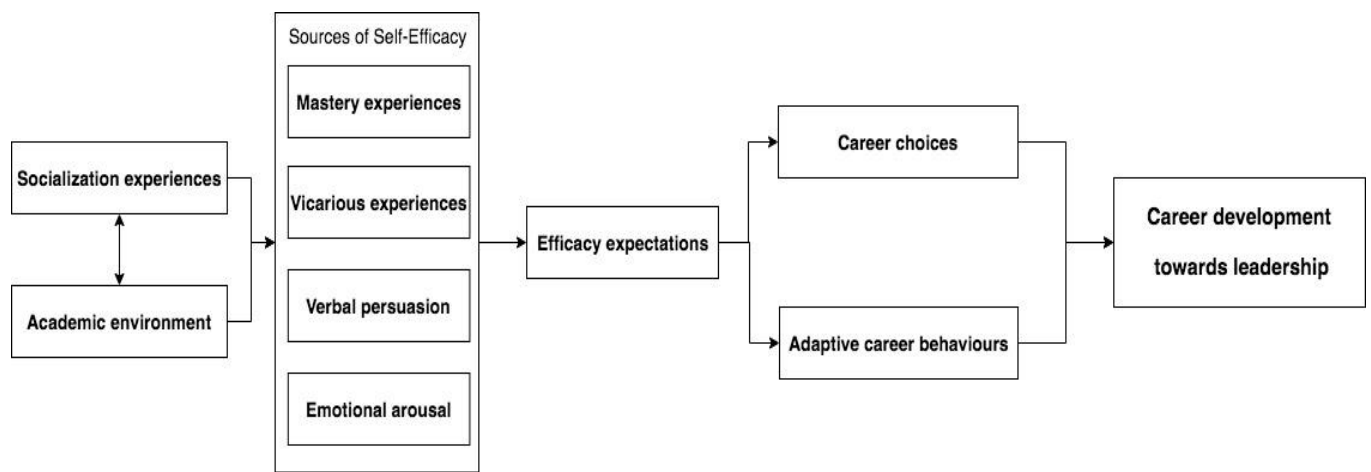 Socialization experiences
Academic environment
Sources of Self-Efficacy
Mastery experiences
Vicarious experiences
Verbal persuasion
Emotional arousal
Efficacy expectations
Career choices
Adaptive career behaviours
Career development
towards leadership